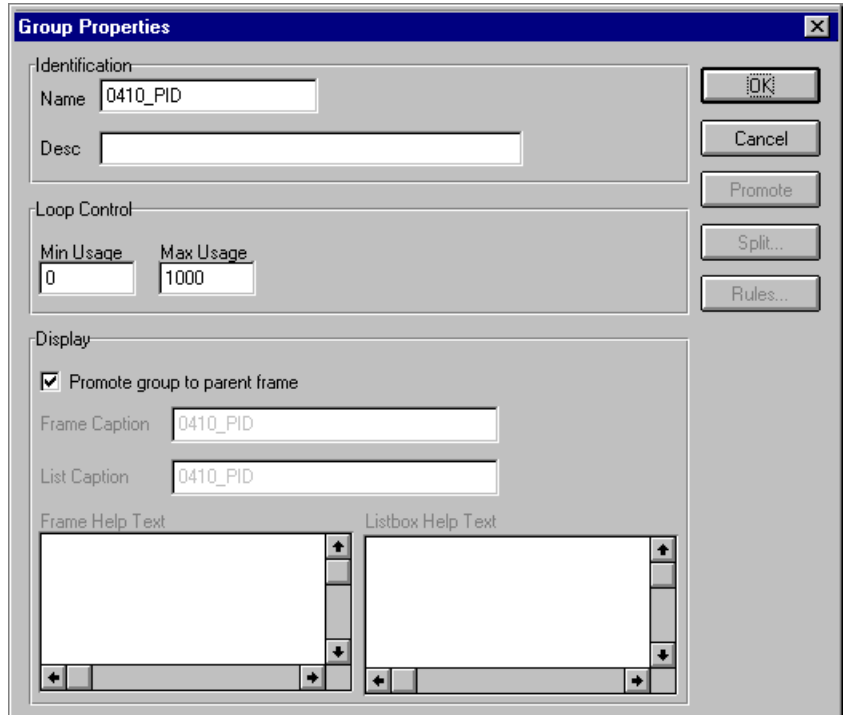 Group Properties
Identification
Name 0410_PID
OK
Desc
Cancel
Promote
Loop Control
Min Usage Max Usage
0 1000
Split...
Rules...
Display
Promote group to parent frame
Frame Caption 0410_PID
List Caption 0410_PID
Frame Help Text Listbox Help Text